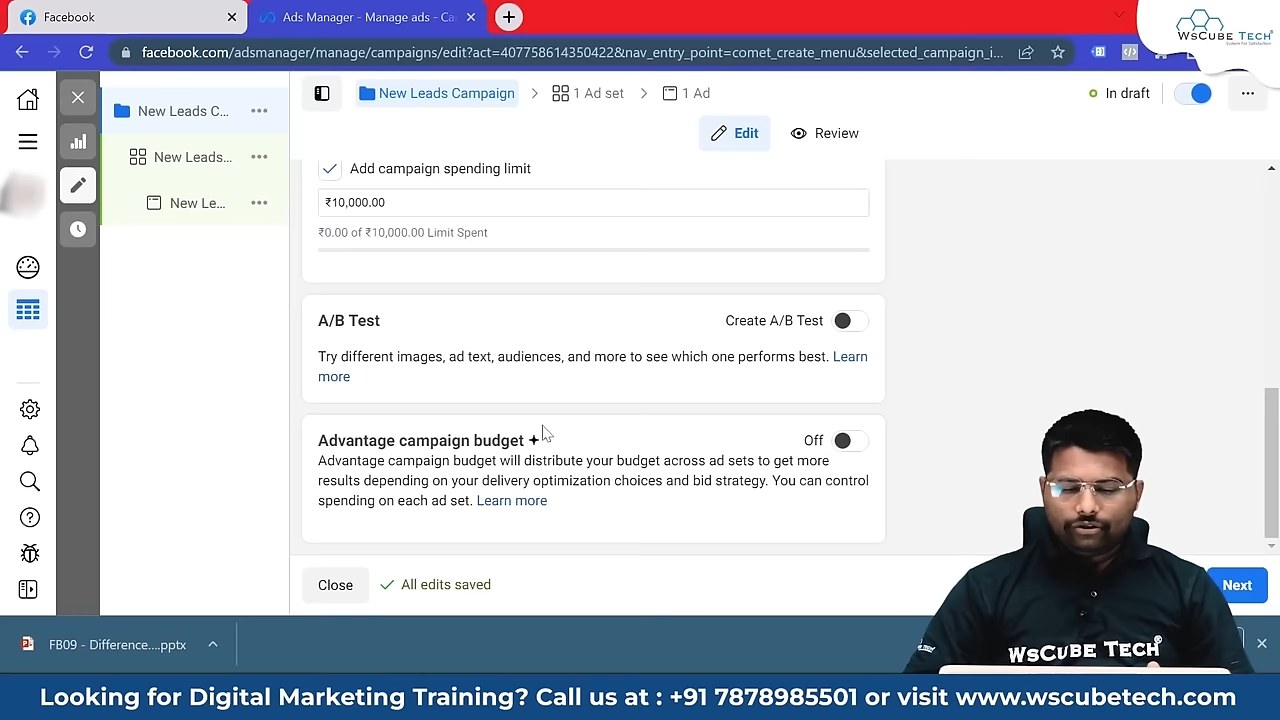 Facebook
Ads Manager - Manage ads - Ca
WsCUBE TECH
facebook.com/adsmanager/manage/campaigns/edit?act=407758614350422&nav_entry_point=comet_create_menu&selected_campaign_i...
New Leads C...
New Leads Campaign
1 Ad set
1 Ad
In draft
Edit
Review
New Leads...
New Le...
Add campaign spending limit
₹10,000.00
₹0.00 of ₹10,000.00 Limit Spent
A/B Test
Create A/B Test
Try different images, ad text, audiences, and more to see which one performs best. Learn
more
Advantage campaign budget
Off
Advantage campaign budget will distribute your budget across ad sets to get more
results depending on your delivery optimization choices and bid strategy. You can control
spending on each ad set. Learn more
Close
All edits saved
Next
FB09 - Difference....pptx
WsCUBE TECH
Looking for Digital Marketing Training? Call us at : +91 7878985501 or visit www.wscubetech.com